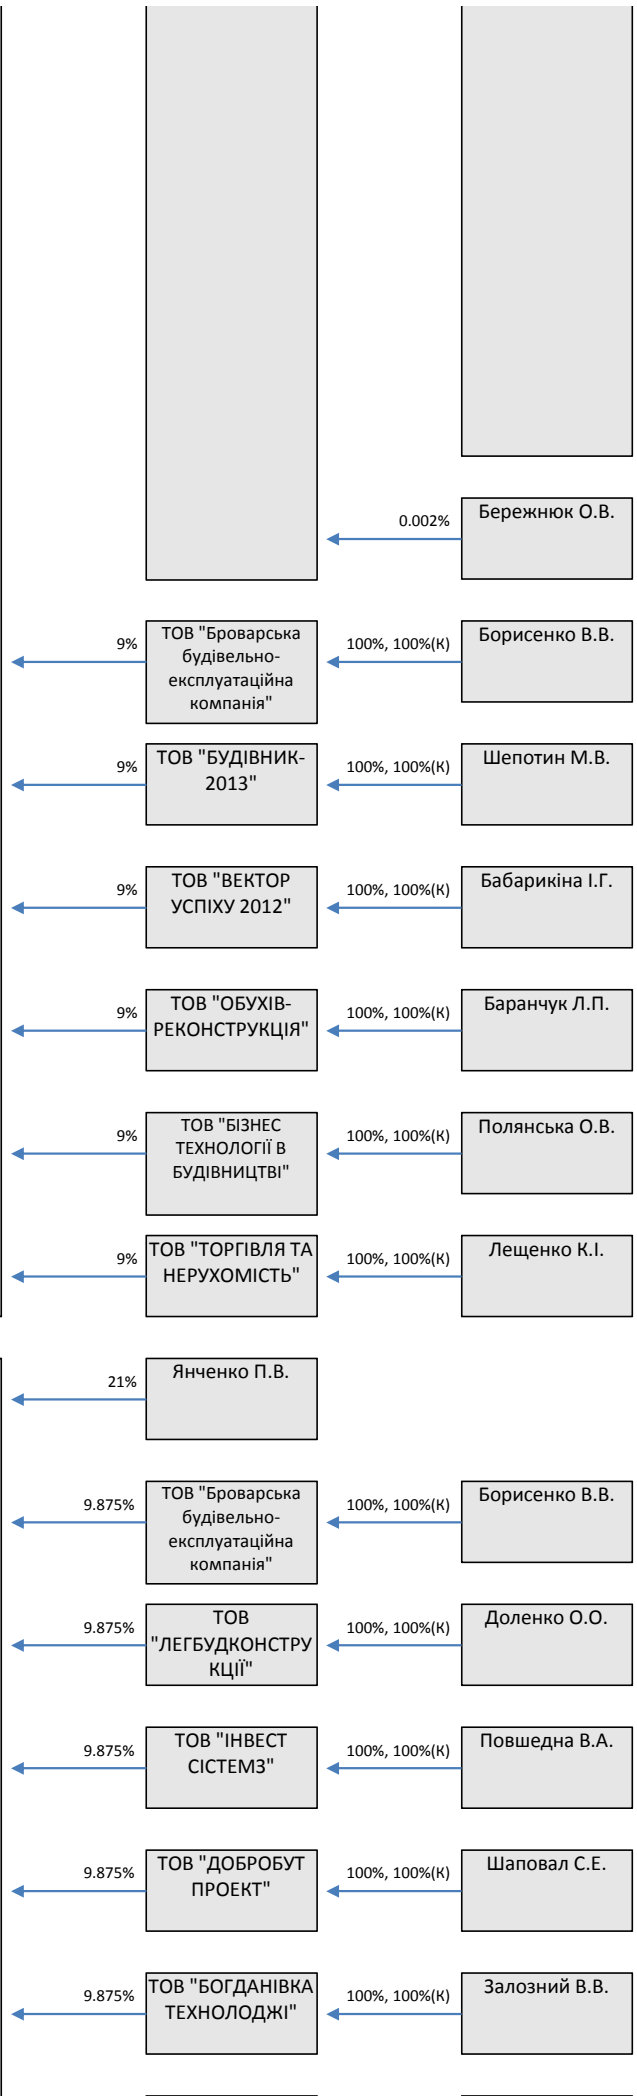 0.002%
Бережнюк О.В.
9%
ТОВ "Броварська
будівельно-
експлуатаційна
компанія"
100%, 100%(К)
Борисенко В.В.
9%
ТОВ "БУДІВНИК-
2013"
100%, 100%(К)
Шепотин М.В.
9%
ТОВ "ВЕКТОР
УСПІХУ 2012"
100%, 100%(К)
Бабарикіна І.Г.
9%
ТОВ "ОБУХІВ-
РЕКОНСТРУКЦІЯ"
100%, 100%(К)
Баранчук Л.П.
9%
ТОВ "БІЗНЕС
ТЕХНОЛОГІЇ В
БУДІВНИЦТВІ"
100%, 100%(К)
Полянська О.В.
9%
ТОВ "ТОРГІВЛЯ ТА
НЕРУХОМІСТЬ"
100%, 100%(К)
Лещенко К.І.
21%
Янченко П.В.
9.875%
ТОВ "Броварська
будівельно-
експлуатаційна
компанія"
100%, 100%(К)
Борисенко В.В.
9.875%
ТОВ
"ЛЕГБУДКОНСТРУ
КЦІЇ"
100%, 100%(К)
Доленко О.О.
9.875%
ТОВ "ІНВЕСТ
СІСТЕМЗ"
100%, 100%(К)
Повшедна В.А.
9.875%
ТОВ "ДОБРОБУТ
ПРОЕКТ"
100%, 100%(К)
Шаповал С.Е.
9.875%
ТОВ "БОГДАНІВКА
ТЕХНОЛОДЖІ"
100%, 100%(К)
Залозний В.В.